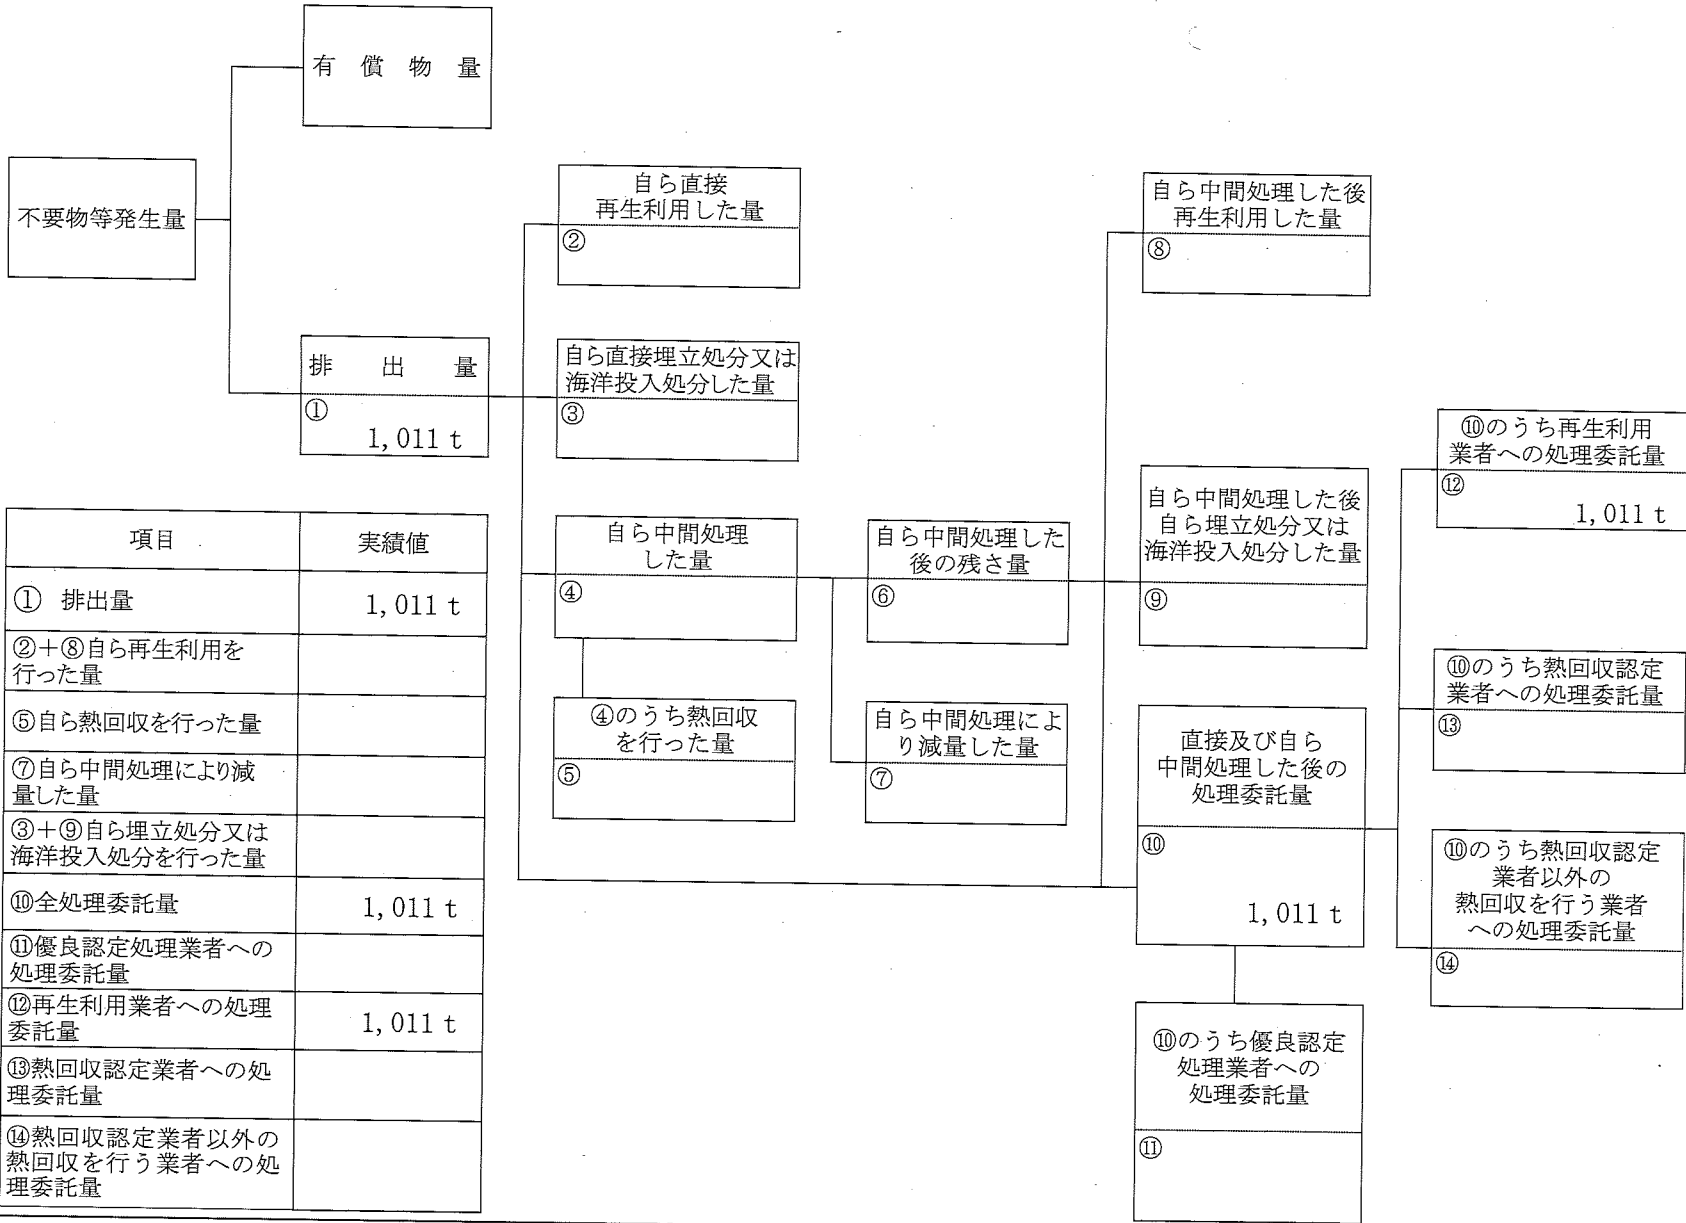 有償物量
不要物等発生量
排出量
①
1,011 t
自ら直接
再生利用した量
②
自ら直接埋立処分又は
海洋投入処分した量
③
自ら中間処理
した量
④
④のうち熱回収
を行った量
⑤
自ら中間処理した
後の残さ量
⑥
自ら中間処理によ
り減量した量
⑦
自ら中間処理した後
再生利用した量
⑧
自ら中間処理した後
自ら埋立処分又は
海洋投入処分した量
⑨
直接及び自ら
中間処理した後の
処理委託量
⑩
1,011 t
⑩のうち優良認定
処理業者への
処理委託量
⑪
⑩のうち再生利用
業者への処理委託量
⑫
1,011 t
⑩のうち熱回収認定
業者への処理委託量
⑬
⑩のうち熱回収認定
業者以外の
熱回収を行う業者
への処理委託量
⑭
項目 実績値
① 排出量 1,011 t
②+⑧自ら再生利用を
行った量
⑤自ら熱回収を行った量
⑦自ら中間処理により減
量した量
③+⑨自ら埋立処分又は
海洋投入処分を行った量
⑩全処理委託量 1,011 t
⑪優良認定処理業者への
処理委託量
⑫再生利用業者への処理
委託量 1,011 t
⑬熱回収認定業者への処
理委託量
⑭熱回収認定業者以外の
熱回収を行う業者への処
理委託量